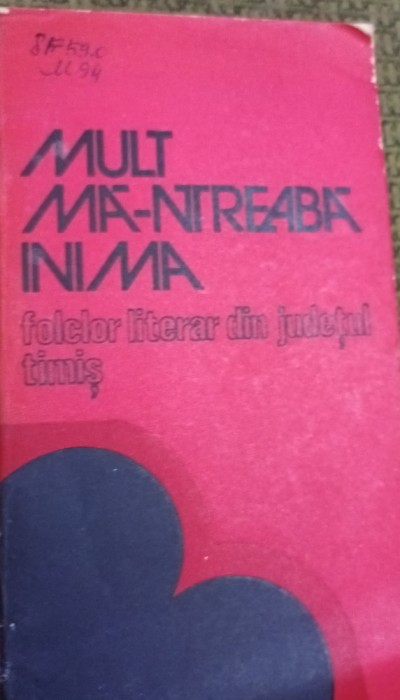 MULT
MĂ-NTREABĂ
INIMA
folclor literar din județul
timiș